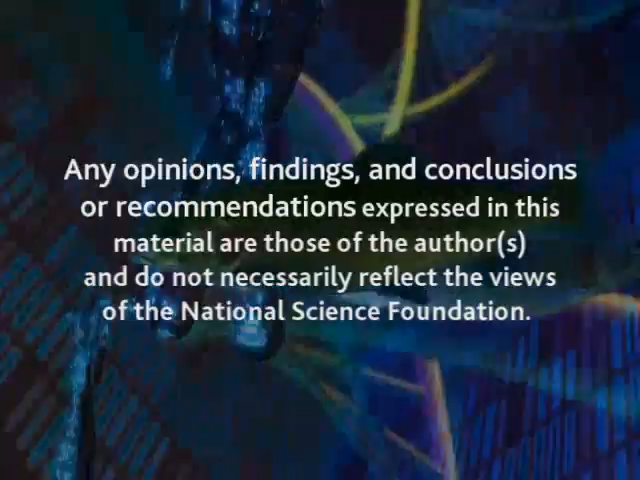 Any opinions, findings, and conclusions
or recommendations expressed in this
material are those of the author(s)
and do not necessarily reflect the views
of the National Science Foundation.